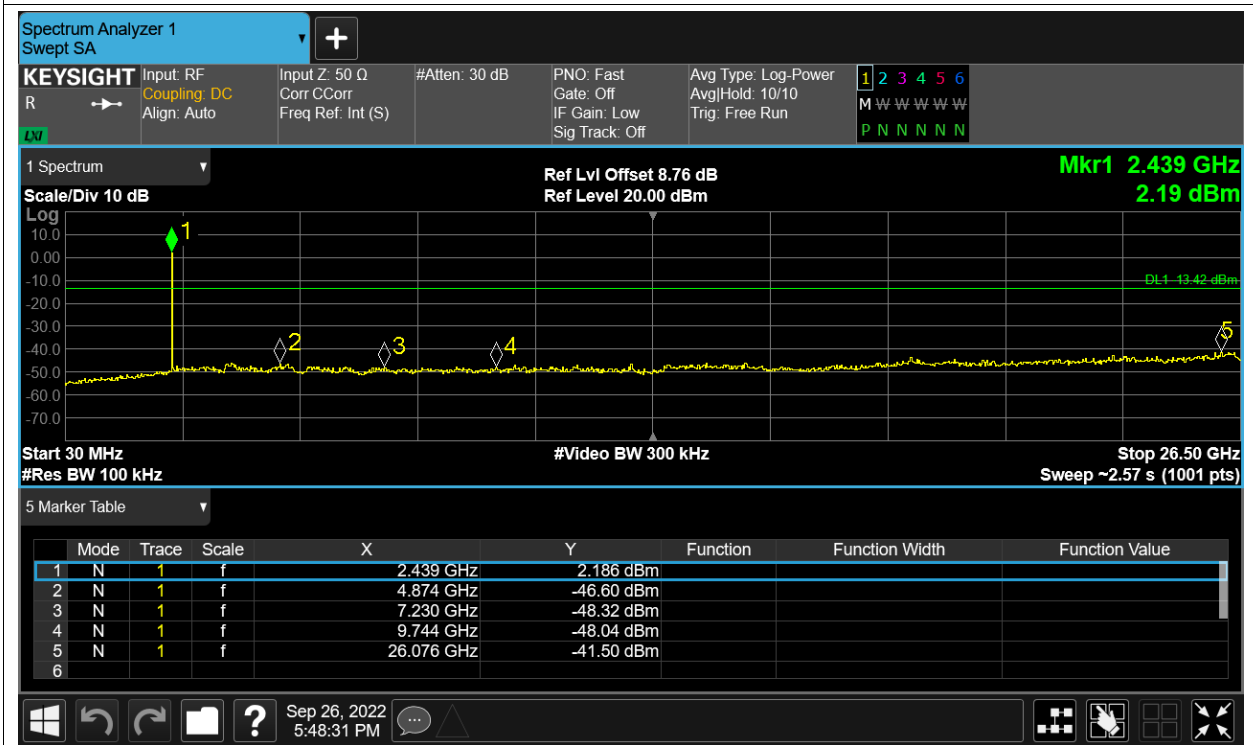 Spectrum Analyzer 1
Swept SA
KEYSIGHT Input: RF Input Z: 50 Ω #Atten: 30 dB PNO: Fast Avg Type: Log-Power 1 2 3 4 5 6
R Coupling: DC Corr CCorr Gate: Off Avg|Hold: 10/10 M W W W W W
Align: Auto Freq Ref: Int (S) IF Gain: Low Trig: Free Run
LXI Sig Track: Off P N N N N N
1 Spectrum Ref Lvl Offset 8.76 dB Mkr1 2.439 GHz
Scale/Div 10 dB Ref Level 20.00 dBm 2.19 dBm
Log
10.0 1
0.00
-10.0 DL1 -13.42 dBm
-20.0
-30.0
-40.0 2 3 4 5
-50.0
-60.0
-70.0
Start 30 MHz #Video BW 300 kHz Stop 26.50 GHz
#Res BW 100 kHz Sweep ~2.57 s (1001 pts)
5 Marker Table
Mode Trace Scale X Y Function Function Width Function Value
1 N 1 f 2.439 GHz 2.186 dBm
2 N 1 f 4.874 GHz -46.60 dBm
3 N 1 f 7.230 GHz -48.32 dBm
4 N 1 f 9.744 GHz -48.04 dBm
5 N 1 f 26.076 GHz -41.50 dBm
6
? Sep 26, 2022
5:48:31 PM